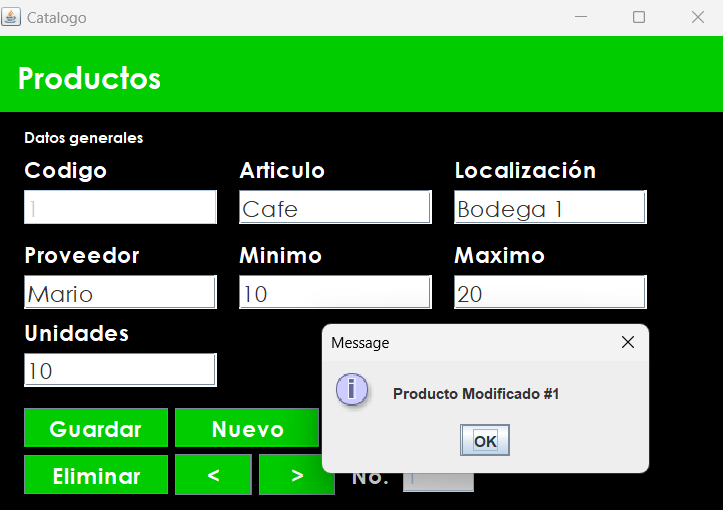 Catalogo
Productos
Datos generales
Codigo Articulo Localización
1 Cafe Bodega 1
Proveedor Minimo Maximo
Mario 10 20
Unidades
10
Message
Producto Modificado #1
OK
Guardar Nuevo
Eliminar < > No. 1